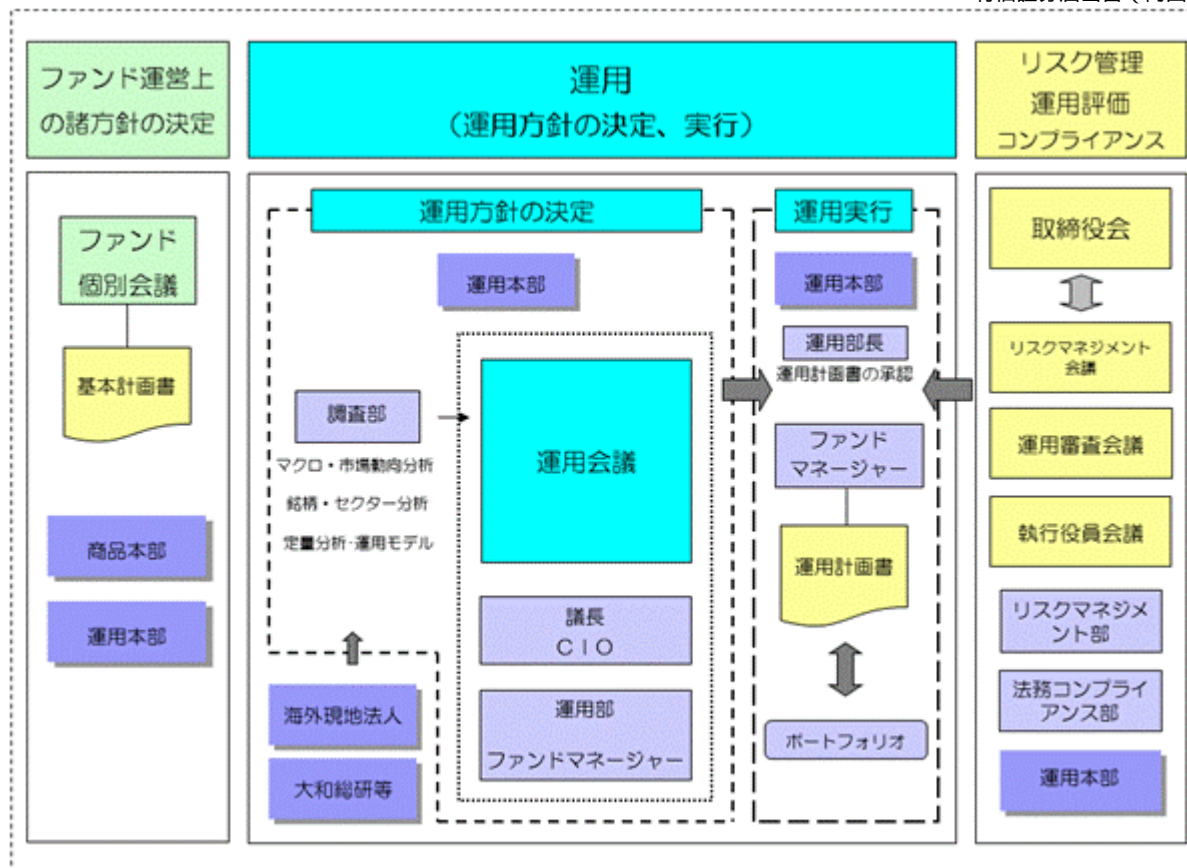 ファンド運営上
の諸方針の決定
運用
（運用方針の決定、実行）
リスク管理
運用評価
コンプライアンス
ファンド
個別会議
基本計画書
商品本部
運用本部
運用方針の決定
運用本部
調査部
マクロ・市場動向分析
銘柄・セクター分析
定量分析・運用モデル
運用会議
議長
CIO
運用部
ファンドマネージャー
海外現地法人
大和総研等
運用実行
運用本部
運用部長
運用計画書の承認
ファンド
マネージャー
運用計画書
ポートフォリオ
取締役会
リスクマネジメント
会議
運用審査会議
執行役員会議
リスクマネジメ
ント部
法務コンプライ
アンス部
運用本部